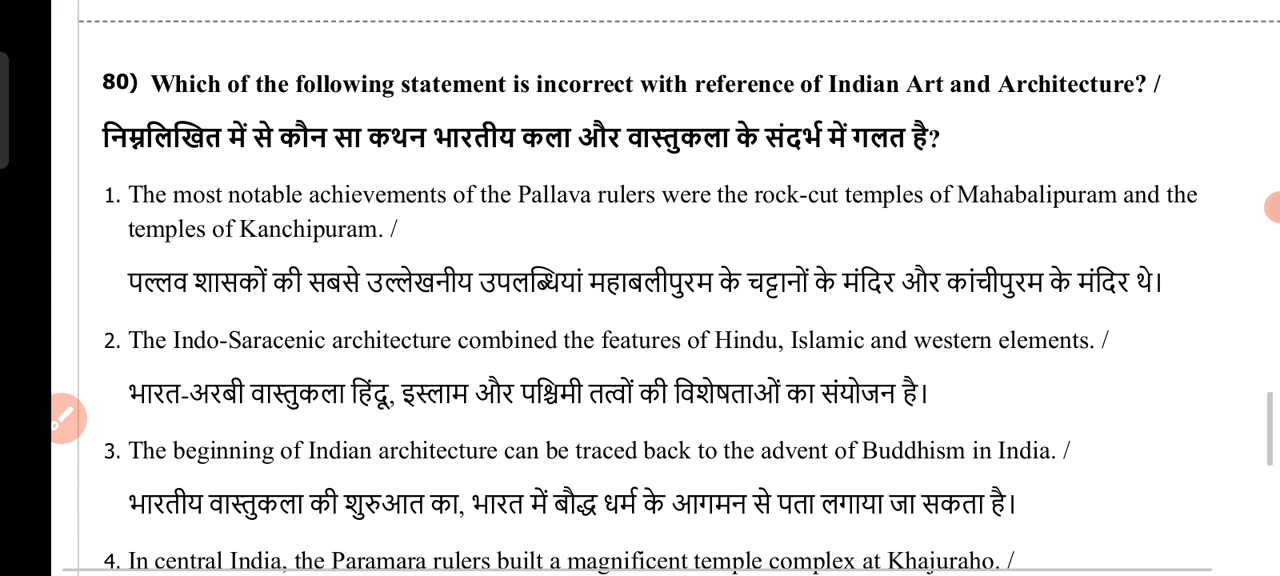 80) Which of the following statement is incorrect with reference of Indian Art and Architecture? /
निम्नलिखित में से कौन सा कथन भारतीय कला और वास्तुकला के संदर्भ में गलत है?
1. The most notable achievements of the Pallava rulers were the rock-cut temples of Mahabalipuram and the
temples of Kanchipuram. /
पल्लव शासकों की सबसे उल्लेखनीय उपलब्धियां महाबलीपुरम के चट्टानों के मंदिर और कांचीपुरम के मंदिर थे।
2. The Indo-Saracenic architecture combined the features of Hindu, Islamic and western elements. /
भारत-अरबी वास्तुकला हिंदू, इस्लाम और पश्चिमी तत्वों की विशेषताओं का संयोजन है।
3. The beginning of Indian architecture can be traced back to the advent of Buddhism in India. /
भारतीय वास्तुकला की शुरुआत का, भारत में बौद्ध धर्म के आगमन से पता लगाया जा सकता है।
4. In central India, the Paramara rulers built a magnificent temple complex at Khajuraho. /